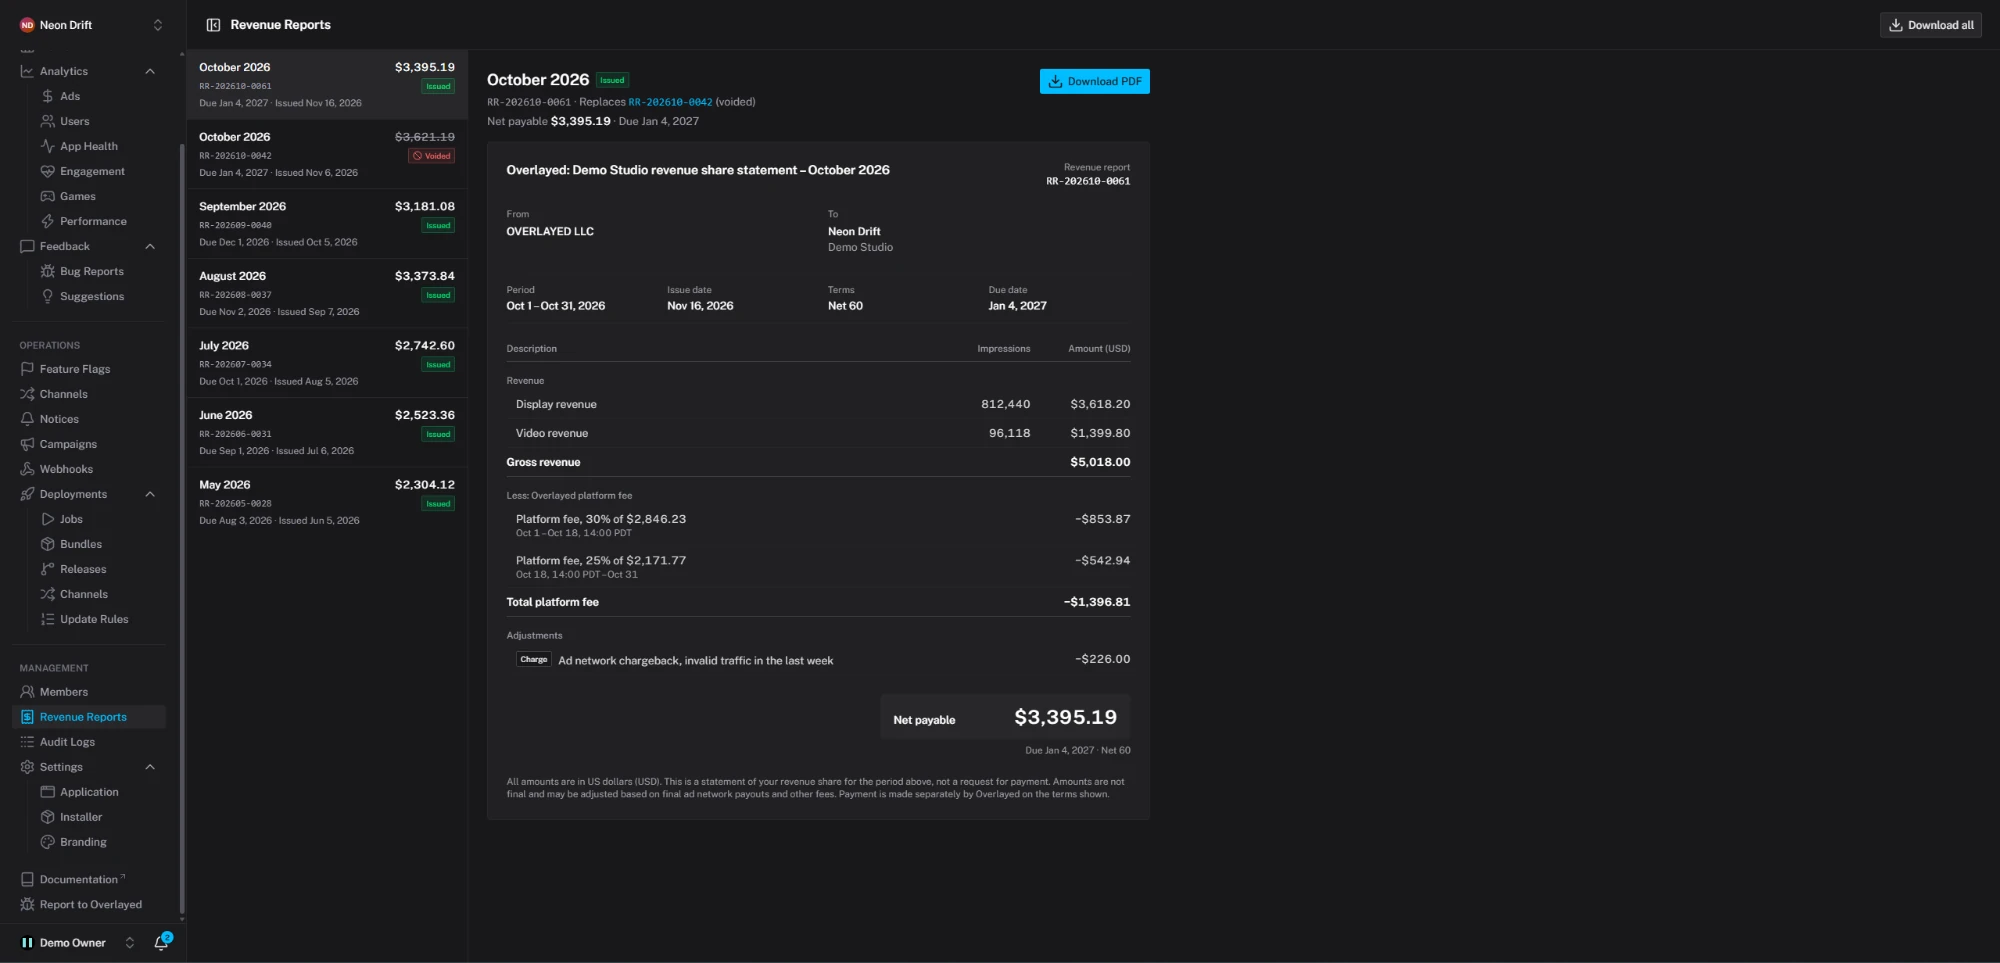 ND Neon Drift
Analytics
Ads
Users
App Health
Engagement
Games
Performance
Feedback
Bug Reports
Suggestions
OPERATIONS
Feature Flags
Channels
Notices
Campaigns
Webhooks
Deployments
Jobs
Bundles
Releases
Channels
Update Rules
MANAGEMENT
Members
Revenue Reports
Audit Logs
Settings
Application
Installer
Branding
Documentation
Report to Overlayed
Demo Owner
2
Revenue Reports
Download all
October 2026 $3,395.19
RR-202610-0061 Issued
Due Jan 4, 2027 · Issued Nov 16, 2026
October 2026 $3,621.19
RR-202610-0042 Voided
Due Jan 4, 2027 · Issued Nov 6, 2026
September 2026 $3,181.08
RR-202609-0040 Issued
Due Dec 1, 2026 · Issued Oct 5, 2026
August 2026 $3,373.84
RR-202608-0037 Issued
Due Nov 2, 2026 · Issued Sep 7, 2026
July 2026 $2,742.60
RR-202607-0034 Issued
Due Oct 1, 2026 · Issued Aug 5, 2026
June 2026 $2,523.36
RR-202606-0031 Issued
Due Sep 1, 2026 · Issued Jul 6, 2026
May 2026 $2,304.12
RR-202605-0028 Issued
Due Aug 3, 2026 · Issued Jun 5, 2026
October 2026 Issued
Download PDF
RR-202610-0061 · Replaces RR-202610-0042 (voided)
Net payable $3,395.19 · Due Jan 4, 2027
Overlayed: Demo Studio revenue share statement – October 2026
Revenue report
RR-202610-0061
From To
OVERLAYED LLC Neon Drift
Demo Studio
Period Issue date Terms Due date
Oct 1 – Oct 31, 2026 Nov 16, 2026 Net 60 Jan 4, 2027
Description Impressions Amount (USD)
Revenue
Display revenue 812,440 $3,618.20
Video revenue 96,118 $1,399.80
Gross revenue $5,018.00
Less: Overlayed platform fee
Platform fee, 30% of $2,846.23 −$853.87
Oct 1 – Oct 18, 14:00 PDT
Platform fee, 25% of $2,171.77 −$542.94
Oct 18, 14:00 PDT – Oct 31
Total platform fee −$1,396.81
Adjustments
Charge Ad network chargeback, invalid traffic in the last week −$226.00
Net payable $3,395.19
Due Jan 4, 2027 · Net 60
All amounts are in US dollars (USD). This is a statement of your revenue share for the period above, not a request for payment. Amounts are not
final and may be adjusted based on final ad network payouts and other fees. Payment is made separately by Overlayed on the terms shown.